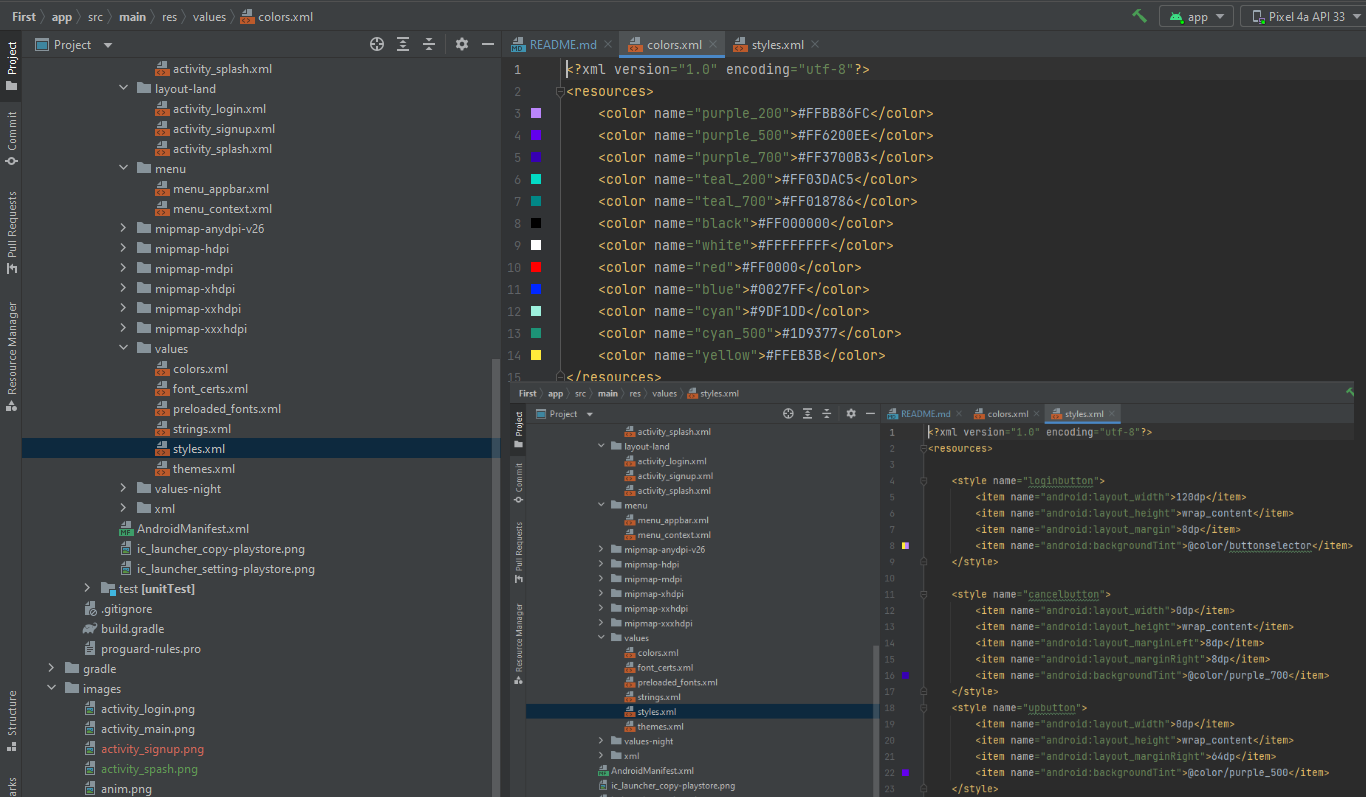 First app src main res values colors.xml app Pixel 4a API 33
Project
Commit
Pull Requests
Resource Manager
Structure
arks
Project
activity_splash.xml
layout-land
activity_login.xml
activity_signup.xml
activity_splash.xml
menu
menu_appbar.xml
menu_context.xml
mipmap-anydpi-v26
mipmap-hdpi
mipmap-mdpi
mipmap-xhdpi
mipmap-xxhdpi
mipmap-xxxhdpi
values
colors.xml
font_certs.xml
preloaded_fonts.xml
strings.xml
styles.xml
themes.xml
values-night
xml
AndroidManifest.xml
ic_launcher_copy-playstore.png
ic_launcher_setting-playstore.png
test [unitTest]
.gitignore
build.gradle
proguard-rules.pro
gradle
images
activity_login.png
activity_main.png
activity_signup.png
activity_spash.png
anim.png
README.md colors.xml styles.xml
1 <?xml version="1.0" encoding="utf-8"?>
2 <resources>
3 <color name="purple_200">#FFBB86FC</color>
4 <color name="purple_500">#FF6200EE</color>
5 <color name="purple_700">#FF3700B3</color>
6 <color name="teal_200">#FF03DAC5</color>
7 <color name="teal_700">#FF018786</color>
8 <color name="black">#FF000000</color>
9 <color name="white">#FFFFFFFF</color>
10 <color name="red">#FF0000</color>
11 <color name="blue">#0027FF</color>
12 <color name="cyan">#9DF1DD</color>
13 <color name="cyan_500">#1D9377</color>
14 <color name="yellow">#FFEB3B</color>
15 </resources>
First app src main res values styles.xml
Project
Commit
Pull Requests
Resource Manager
Project
activity_splash.xml
layout-land
activity_login.xml
activity_signup.xml
activity_splash.xml
menu
menu_appbar.xml
menu_context.xml
mipmap-anydpi-v26
mipmap-hdpi
mipmap-mdpi
mipmap-xhdpi
mipmap-xxhdpi
mipmap-xxxhdpi
values
colors.xml
font_certs.xml
preloaded_fonts.xml
strings.xml
styles.xml
themes.xml
values-night
xml
AndroidManifest.xml
ic_launcher_copy-playstore.png
README.md colors.xml styles.xml
1 <?xml version="1.0" encoding="utf-8"?>
2 <resources>
3
4 <style name="loginbutton">
5 <item name="android:layout_width">120dp</item>
6 <item name="android:layout_height">wrap_content</item>
7 <item name="android:layout_margin">8dp</item>
8 <item name="android:backgroundTint">@color/buttonselector</item>
9 </style>
10
11 <style name="cancelbutton">
12 <item name="android:layout_width">0dp</item>
13 <item name="android:layout_height">wrap_content</item>
14 <item name="android:layout_marginLeft">8dp</item>
15 <item name="android:layout_marginRight">8dp</item>
16 <item name="android:backgroundTint">@color/purple_700</item>
17 </style>
18 <style name="upbutton">
19 <item name="android:layout_width">0dp</item>
20 <item name="android:layout_height">wrap_content</item>
21 <item name="android:layout_marginRight">64dp</item>
22 <item name="android:backgroundTint">@color/purple_500</item>
23 </style>